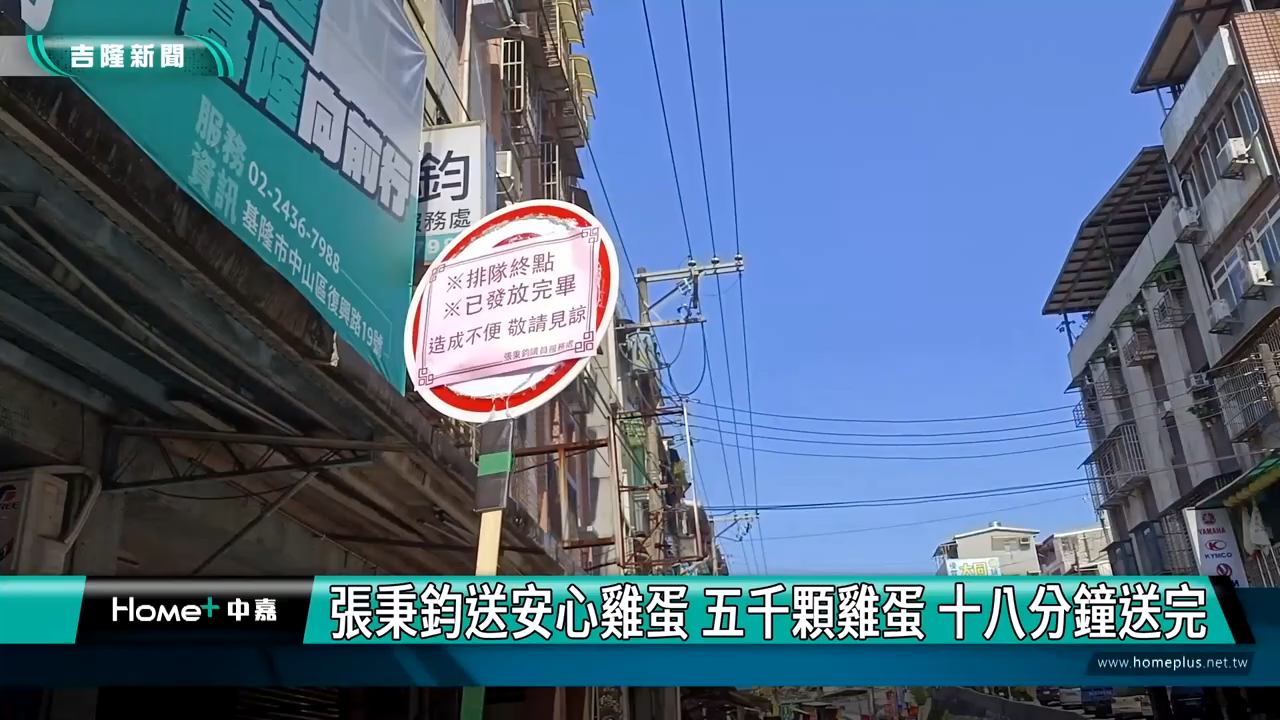 吉隆新聞
基隆向前行
服務資訊
02-2436-7988
基隆市中山區復興路19號
鈞
服務處
※排隊終點
※已發放完畢
造成不便 敬請見諒
張秉鈞議員服務處
YAMAHA
KYMCO
大同
Home+ 中嘉
張秉鈞送安心雞蛋 五千顆雞蛋 十八分鐘送完
www.homeplus.net.tw